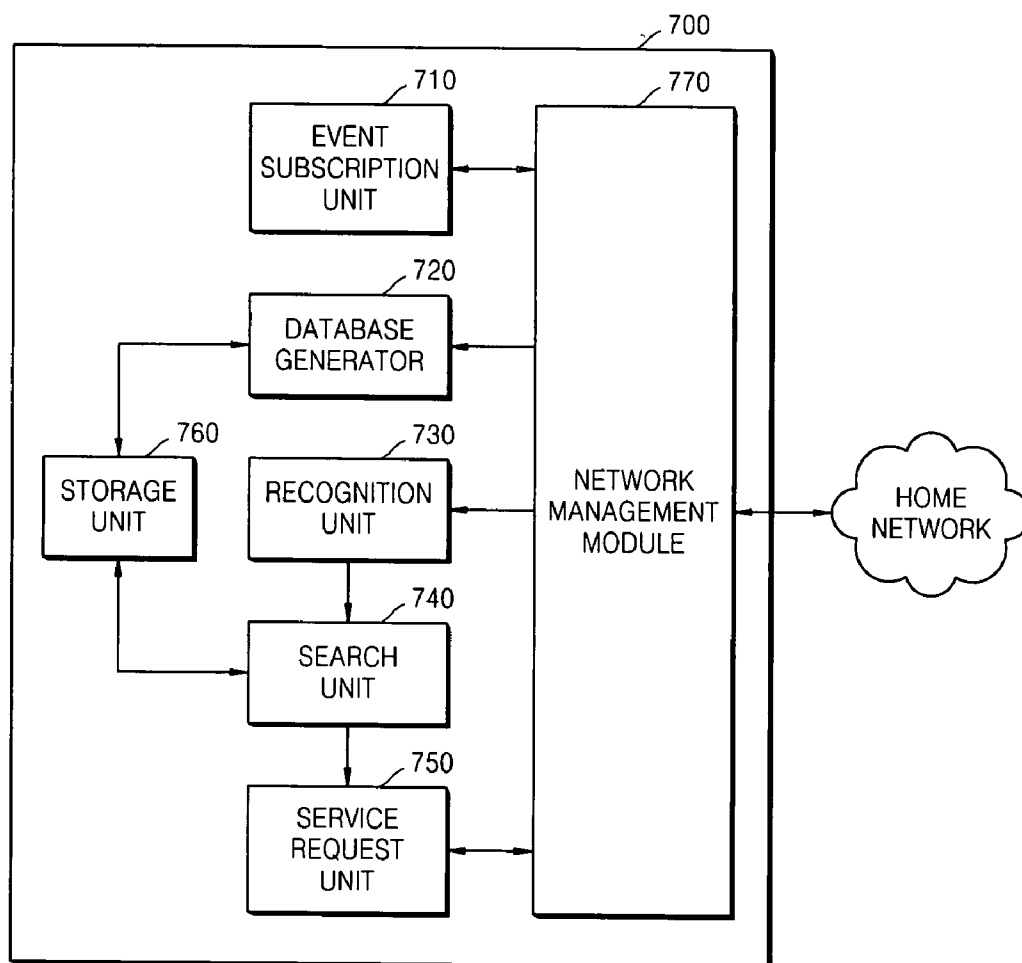 700
710
EVENT
SUBSCRIPTION
UNIT
770
NETWORK
MANAGEMENT
MODULE
720
DATABASE
GENERATOR
760
STORAGE
UNIT
730
RECOGNITION
UNIT
HOME
NETWORK
740
SEARCH
UNIT
750
SERVICE
REQUEST
UNIT